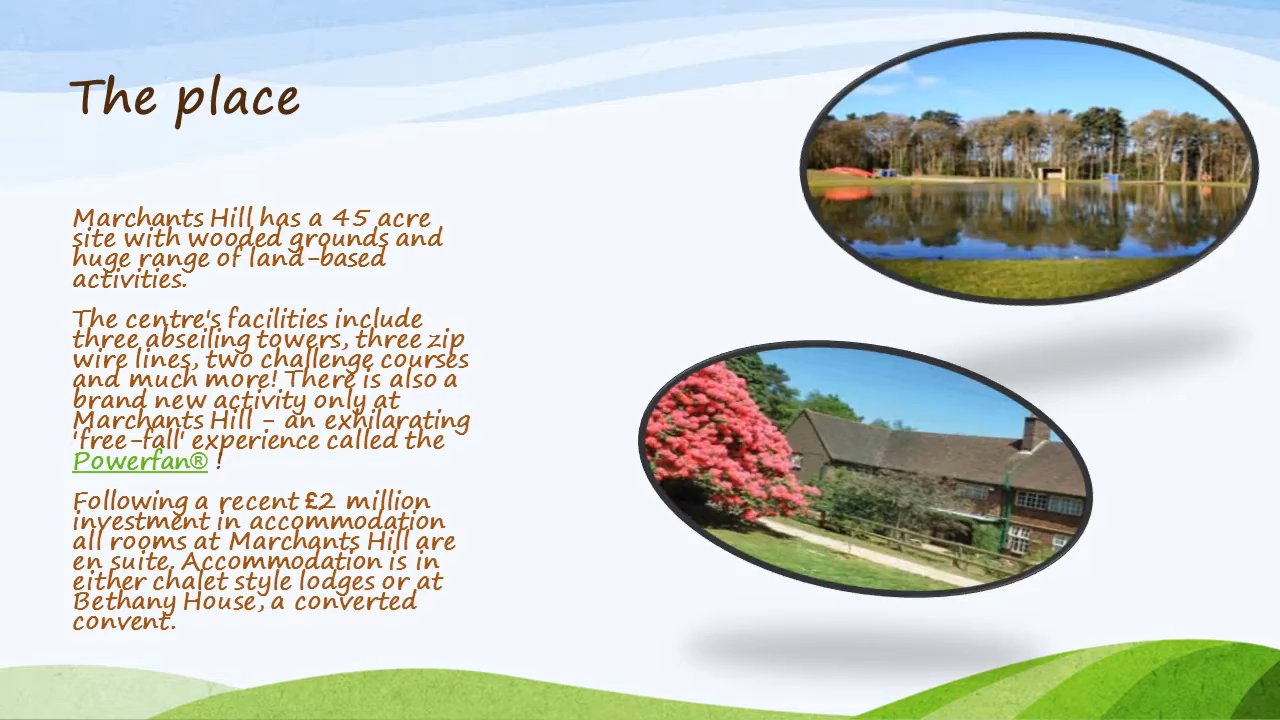 The place
Marchants Hill has a 45 acre
site with wooded grounds and
huge range of land-based
activities.
The centre's facilities include
three abseiling towers, three zip
wire lines, two challenge courses
and much more! There is also a
brand new activity only at
Marchants Hill - an exhilarating
'free-fall' experience called the
Powerfan® !
Following a recent £2 million
investment in accommodation
all rooms at Marchants Hill are
en suite. Accommodation is in
either chalet style lodges or at
Bethany House, a converted
convent.